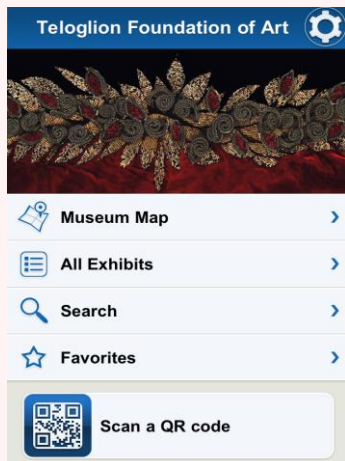 Teloglion Foundation of Art
Museum Map
All Exhibits
Search
Favorites
Scan a QR code